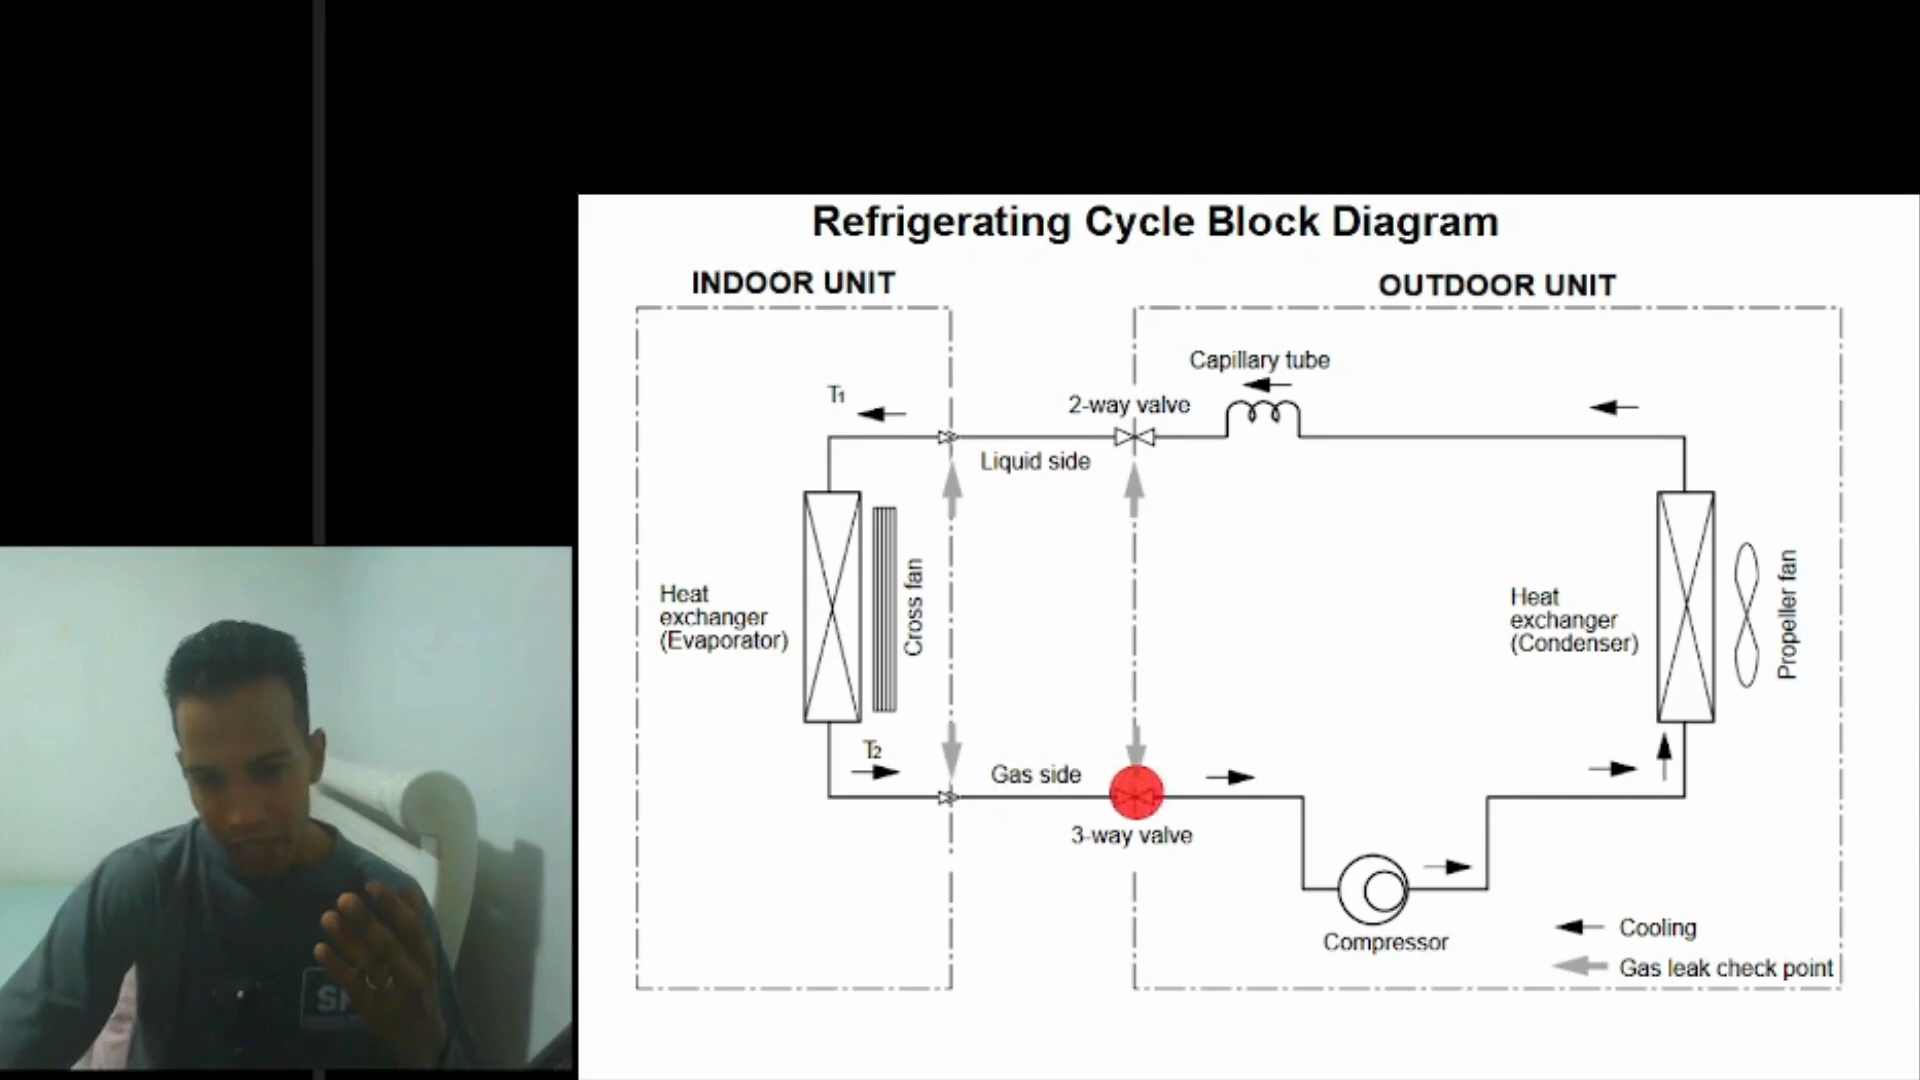 Refrigerating Cycle Block Diagram
INDOOR UNIT
OUTDOOR UNIT
Capillary tube
T1
2-way valve
Liquid side
Heat
exchanger
(Evaporator)
Cross fan
Heat
exchanger
(Condenser)
Propeller fan
T2
Gas side
3-way valve
Compressor
Cooling
Gas leak check point